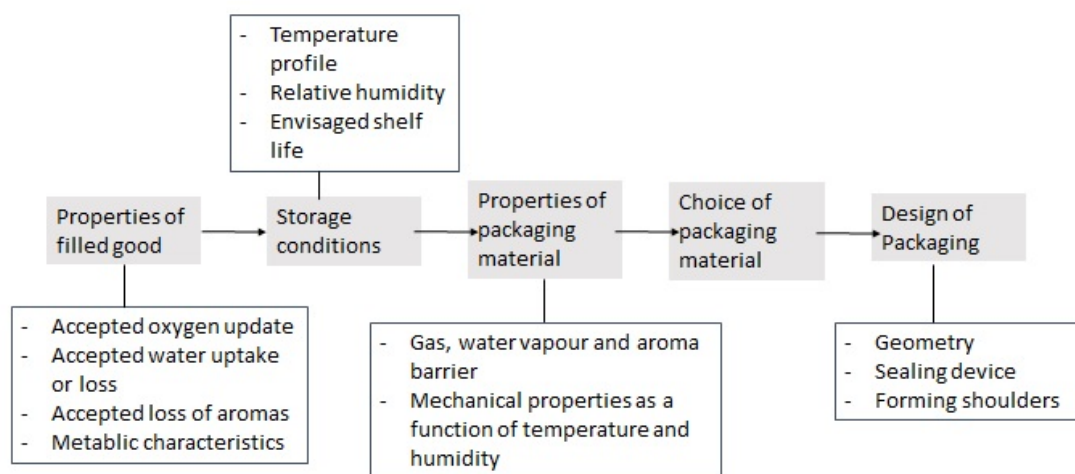 - Temperature
profile
- Relative humidity
- Envisaged shelf
life
Properties of
filled good
Storage
conditions
Properties of
packaging
material
Choice of
packaging
material
Design of
Packaging
- Accepted oxygen update
- Accepted water uptake
or loss
- Accepted loss of aromas
- Metablic characteristics
- Gas, water vapour and aroma
barrier
- Mechanical properties as a
function of temperature and
humidity
- Geometry
- Sealing device
- Forming shoulders